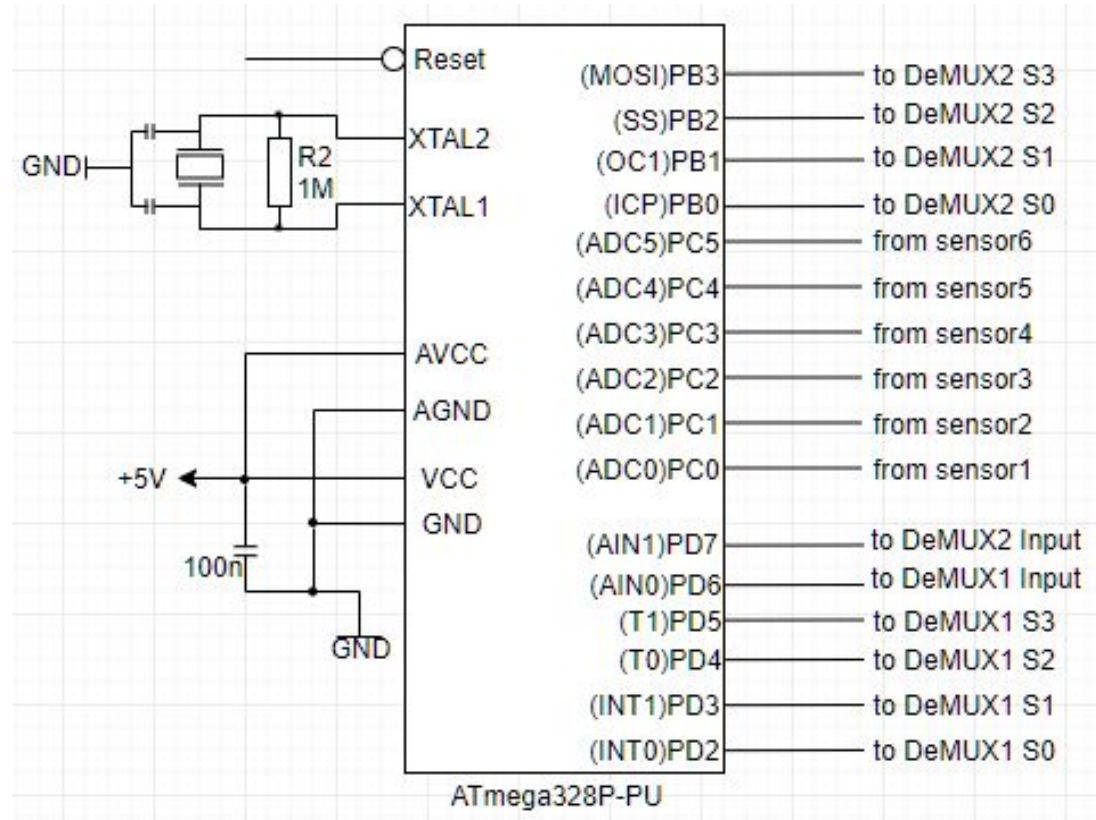 Reset
XTAL2
XTAL1
R2
1M
GND
AVCC
AGND
+5V
VCC
GND
100n
GND
(MOSI)PB3 to DeMUX2 S3
(SS)PB2 to DeMUX2 S2
(OC1)PB1 to DeMUX2 S1
(ICP)PB0 to DeMUX2 S0
(ADC5)PC5 from sensor6
(ADC4)PC4 from sensor5
(ADC3)PC3 from sensor4
(ADC2)PC2 from sensor3
(ADC1)PC1 from sensor2
(ADC0)PC0 from sensor1
(AIN1)PD7 to DeMUX2 Input
(AIN0)PD6 to DeMUX1 Input
(T1)PD5 to DeMUX1 S3
(T0)PD4 to DeMUX1 S2
(INT1)PD3 to DeMUX1 S1
(INT0)PD2 to DeMUX1 S0
ATmega328P-PU